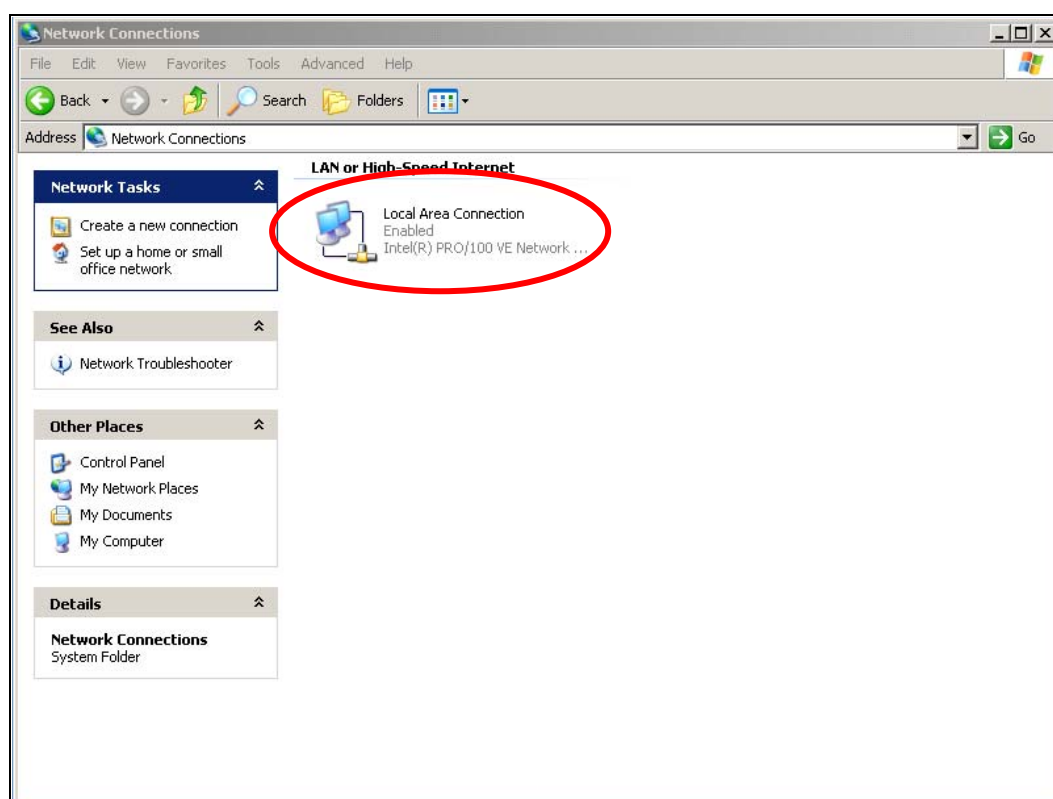 Network Connections
File Edit View Favorites Tools Advanced Help
Back Search Folders
Address Network Connections Go
Network Tasks
Create a new connection
Set up a home or small
office network
See Also
Network Troubleshooter
Other Places
Control Panel
My Network Places
My Documents
My Computer
Details
Network Connections
System Folder
LAN or High-Speed Internet
Local Area Connection
Enabled
Intel(R) PRO/100 VE Network ...